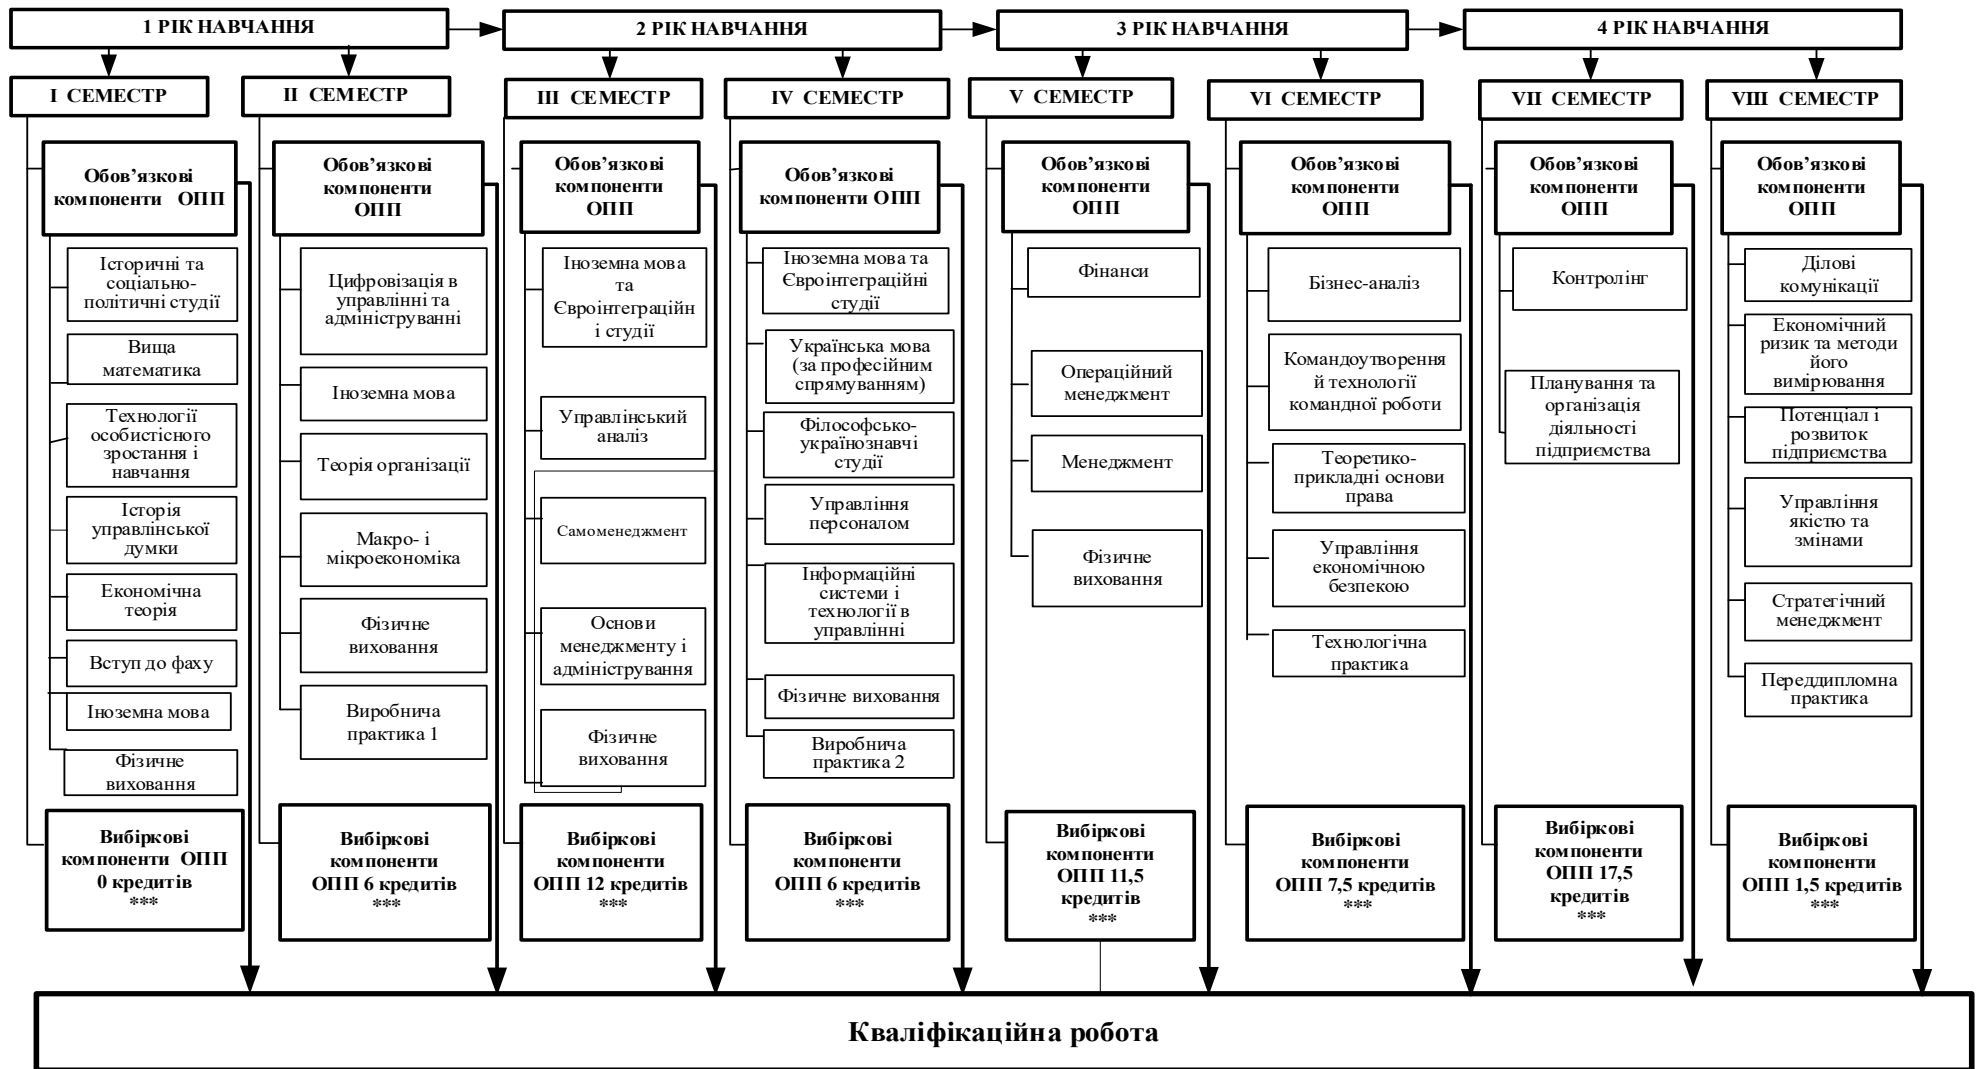 1 РІК НАВЧАННЯ
2 РІК НАВЧАННЯ
3 РІК НАВЧАННЯ
4 РІК НАВЧАННЯ
I СЕМЕСТР
II СЕМЕСТР
III СЕМЕСТР
IV СЕМЕСТР
V СЕМЕСТР
VI СЕМЕСТР
VII СЕМЕСТР
VIII СЕМЕСТР
Обов’язкові
компоненти ОПП
Історичні та
соціально-
політичні студії
Вища
математика
Технології
особистісного
зростання і
навчання
Історія
управлінської
думки
Економічна
теорія
Вступ до фаху
Іноземна мова
Фізичне
виховання
Вибіркові
компоненти ОПП
0 кредитів
***
Обов’язкові
компоненти
ОПП
Цифровізація в
управлінні та
адмініструванні
Іноземна мова
Теорія організації
Макро- і
мікроекономіка
Фізичне
виховання
Виробнича
практика 1
Вибіркові
компоненти
ОПП 6 кредитів
***
Обов’язкові
компоненти
ОПП
Іноземна мова
та
Євроінтеграційн
і студії
Управлінський
аналіз
Самоменеджмент
Основи
менеджменту і
адміністрування
Фізичне
виховання
Вибіркові
компоненти
ОПП 12 кредитів
***
Обов’язкові
компоненти ОПП
Іноземна мова та
Євроінтеграційні
студії
Українська мова
(за професійним
спрямуванням)
Філософсько-
українознавчі
студії
Управління
персоналом
Інформаційні
системи і
технології в
управлінні
Фізичне виховання
Виробнича
практика 2
Вибіркові
компоненти
ОПП 6 кредитів
***
Обов’язкові
компоненти
ОПП
Фінанси
Операційний
менеджмент
Менеджмент
Фізичне
виховання
Вибіркові
компоненти
ОПП 11,5
кредитів
***
Обов’язкові
компоненти
ОПП
Бізнес-аналіз
Командоутворення
й технології
командної роботи
Теоретико-
прикладні основи
права
Управління
економічною
безпекою
Технологічна
практика
Вибіркові
компоненти
ОПП 7,5 кредитів
***
Обов’язкові
компоненти
ОПП
Контролінг
Планування та
організація
діяльності
підприємства
Вибіркові
компоненти
ОПП 17,5
кредитів
***
Обов’язкові
компоненти
ОПП
Ділові
комунікації
Економічний
ризик та методи
його
вимірювання
Потенціал і
розвиток
підприємства
Управління
якістю та
змінами
Стратегічний
менеджмент
Переддипломна
практика
Вибіркові
компоненти
ОПП 1,5 кредитів
***
Кваліфікаційна робота